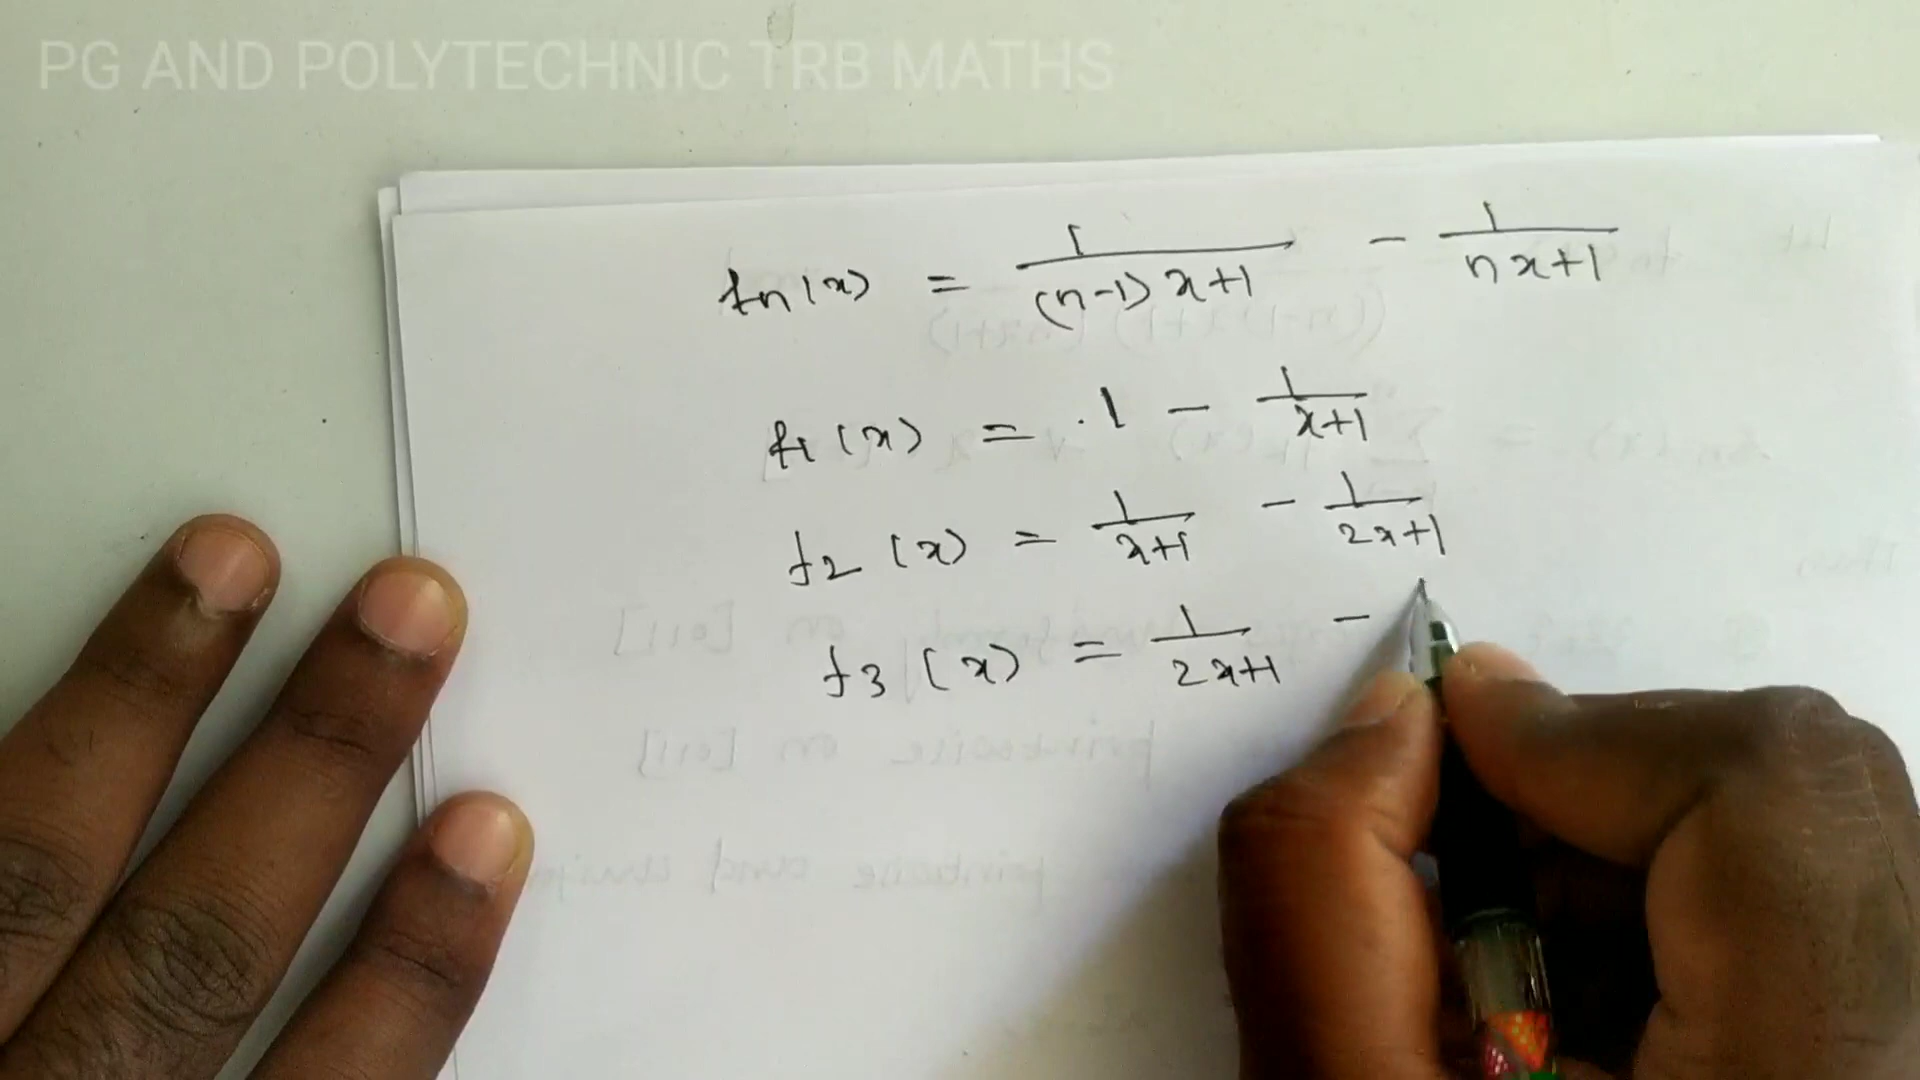 PG AND POLYTECHNIC TRB MATHS
fn(x) = 1/((n-1)x+1) - 1/(nx+1)
f1(x) = .1 - 1/(x+1)
f2(x) = 1/(x+1) - 1/(2x+1)
f3(x) = 1/(2x+1) -